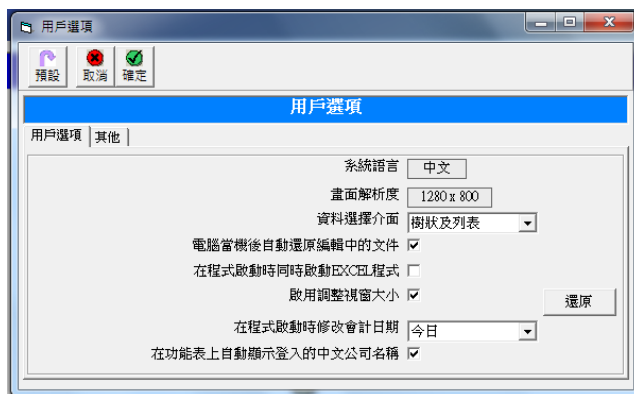 用戶選項
預設 取消 確定
用戶選項
用戶選項 其他
系統語言 中文
畫面解析度 1280 x 800
資料選擇介面 樹狀及列表
電腦當機後自動還原編輯中的文件
在程式啟動時同時啟動EXCEL程式
啟用調整視窗大小
還原
在程式啟動時修改會計日期 今日
在功能表上自動顯示登入的中文公司名稱